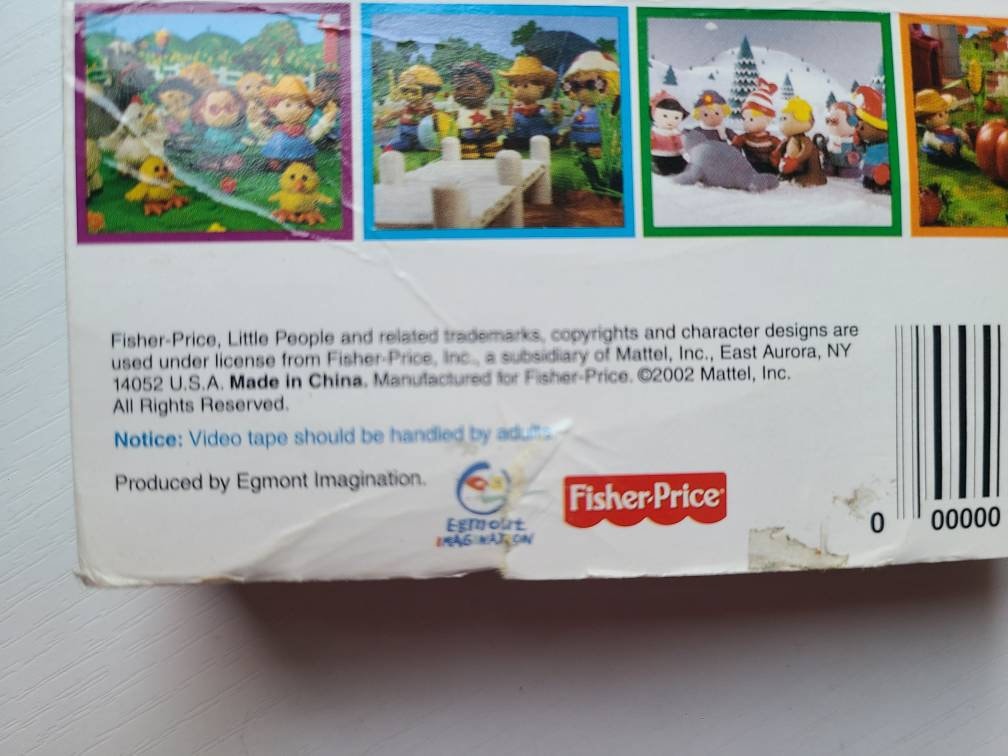 Fisher-Price, Little People and related trademarks, copyrights and character designs are
used under license from Fisher-Price, Inc., a subsidiary of Mattel, Inc., East Aurora, NY
14052 U.S.A. Made in China. Manufactured for Fisher-Price. ©2002 Mattel, Inc.
All Rights Reserved.
Notice: Video tape should be handled by adults.
Produced by Egmont Imagination.
Egmont
IMAGINATION
Fisher-Price®
0 00000